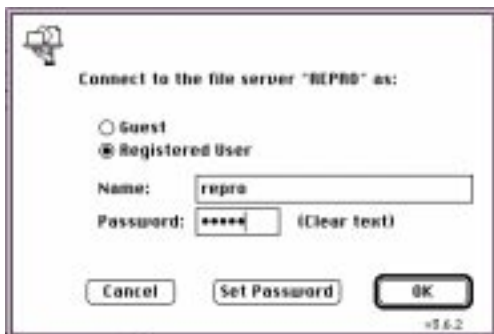 Connect to the file server "REPRO" as:
Guest
Registered User
Name: repro
Password: ••••• (Clear text)
Cancel Set Password OK
v3.6.2